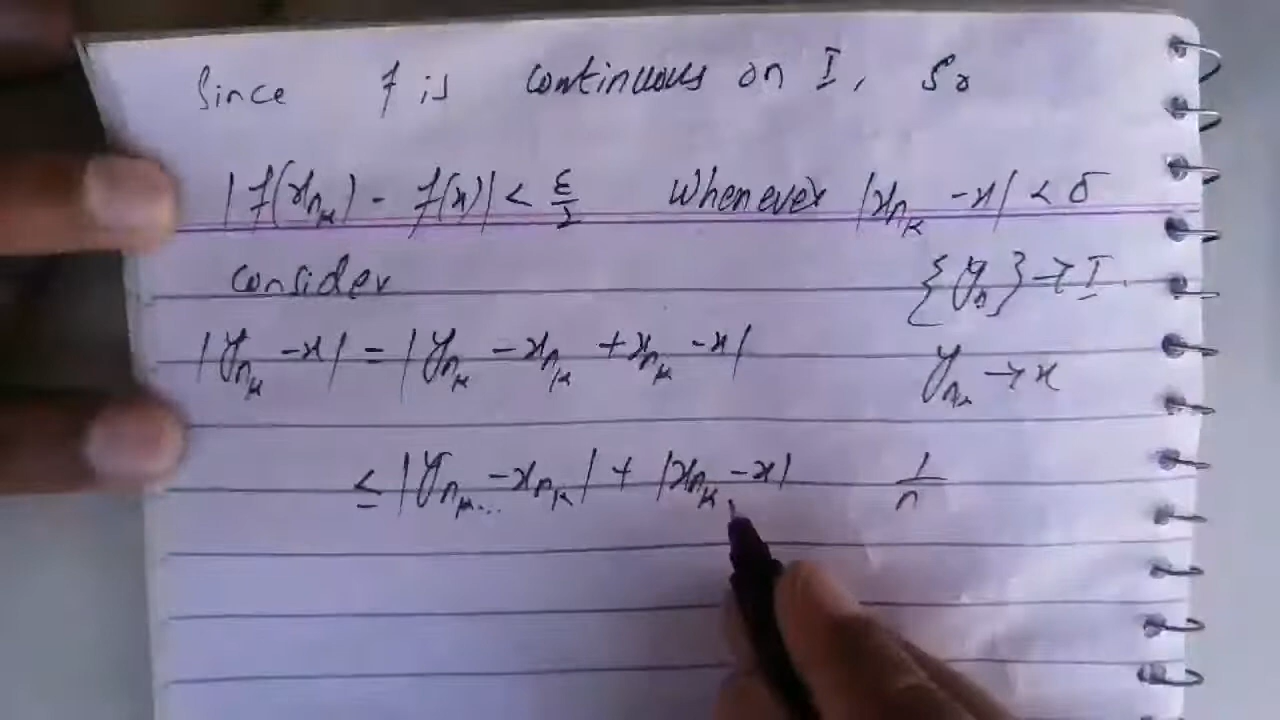 Since f is continuous on I, So
|f(x_{n_k}) - f(x)| < ε/2 whenever |x_{n_k} - x| < δ
consider {y_n} → I.
|y_{n_k} - x| = |y_{n_k} - x_{n_k} + x_{n_k} - x| y_{n_k} → x
≤ |y_{n_k} - x_{n_k}| + |x_{n_k} - x| 1/n